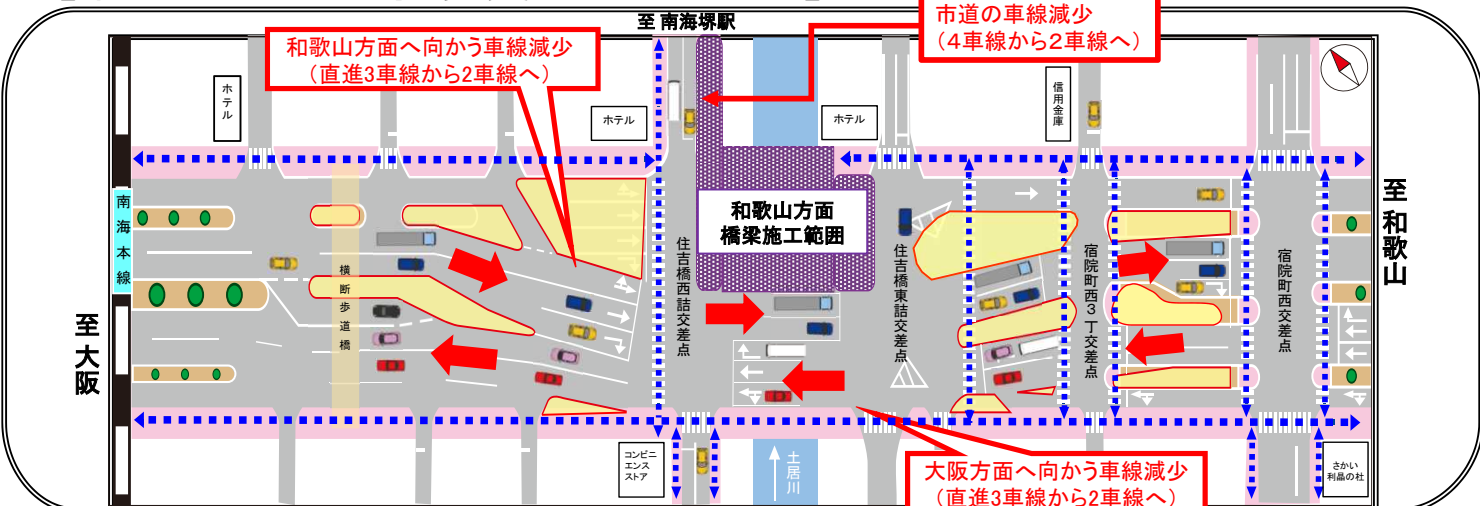 至 南海堺駅
市道の車線減少
(4車線から2車線へ)
和歌山方面へ向かう車線減少
(直進3車線から2車線へ)
ホテル
ホテル
ホテル
信用金庫
南海本線
横断歩道橋
住吉橋西詰交差点
和歌山方面
橋梁施工範囲
住吉橋東詰交差点
宿院町西3丁交差点
宿院町西交差点
至 和歌山
至 大阪
コンビニ
エンス
ストア
土居川
大阪方面へ向かう車線減少
(直進3車線から2車線へ)
さかい
利晶の杜